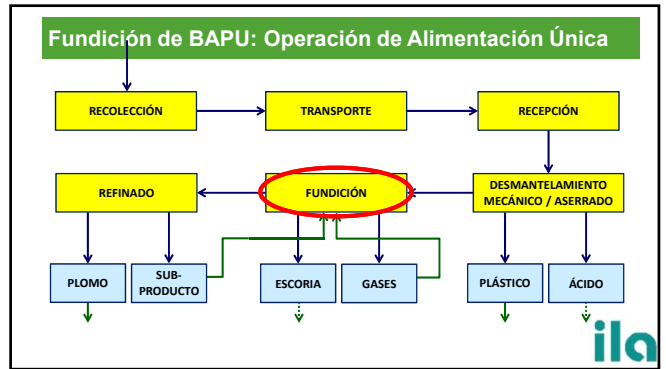 Fundición de BAPU: Operación de Alimentación Única
RECOLECCIÓN
TRANSPORTE
RECEPCIÓN
REFINADO
FUNDICIÓN
DESMANTELAMIENTO
MECÁNICO / ASERRADO
PLOMO
SUB-
PRODUCTO
ESCORIA
GASES
PLÁSTICO
ÁCIDO
ila